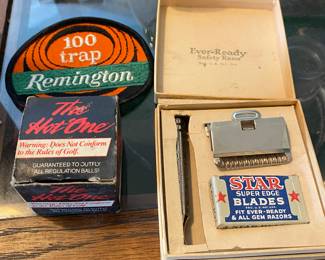 100
trap
Remington
The
Hot One
Warning: Does Not Conform
to the Rules of Golf.
GUARANTEED TO OUTFLY
ALL REGULATION BALLS!
Ever-Ready
Safety Razor
STAR
SUPER EDGE
BLADES
FIT EVER-READY
& ALL GEM RAZORS